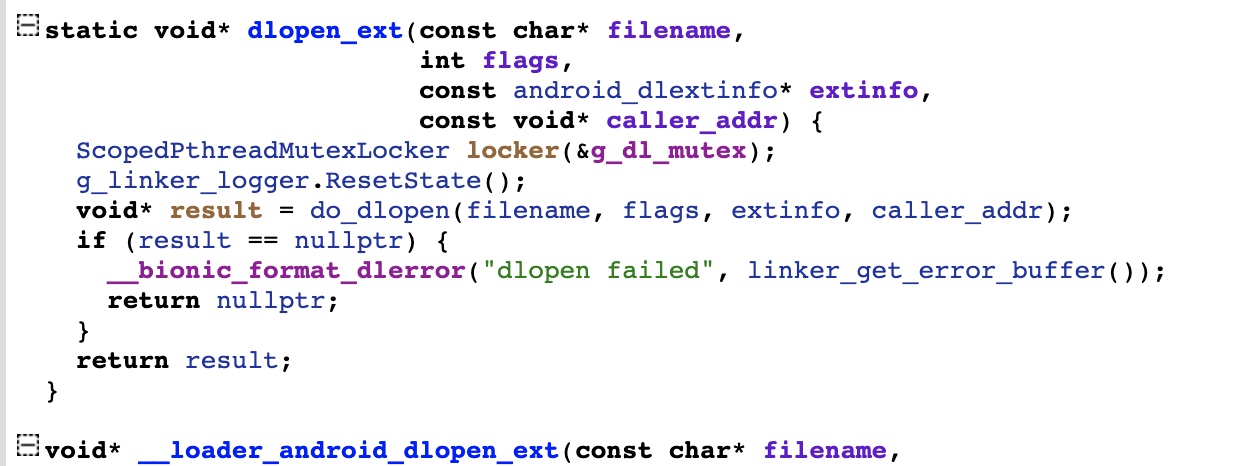 static void* dlopen_ext(const char* filename,
                        int flags,
                        const android_dlextinfo* extinfo,
                        const void* caller_addr) {
  ScopedPthreadMutexLocker locker(&g_dl_mutex);
  g_linker_logger.ResetState();
  void* result = do_dlopen(filename, flags, extinfo, caller_addr);
  if (result == nullptr) {
    __bionic_format_dlerror("dlopen failed", linker_get_error_buffer());
    return nullptr;
  }
  return result;
}
void* __loader_android_dlopen_ext(const char* filename,